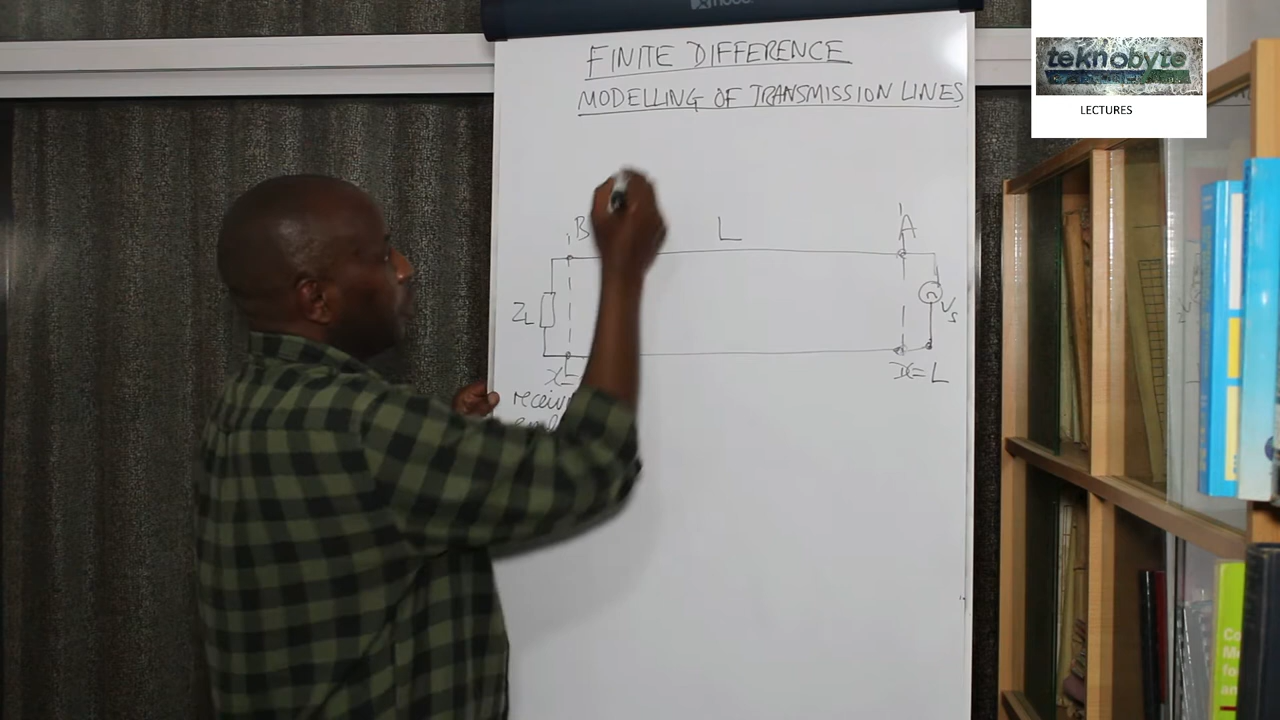 FINITE DIFFERENCE
MODELLING OF TRANSMISSION LINES
teknobyte
LECTURES
B L A
ZL
Vs
x= x=L